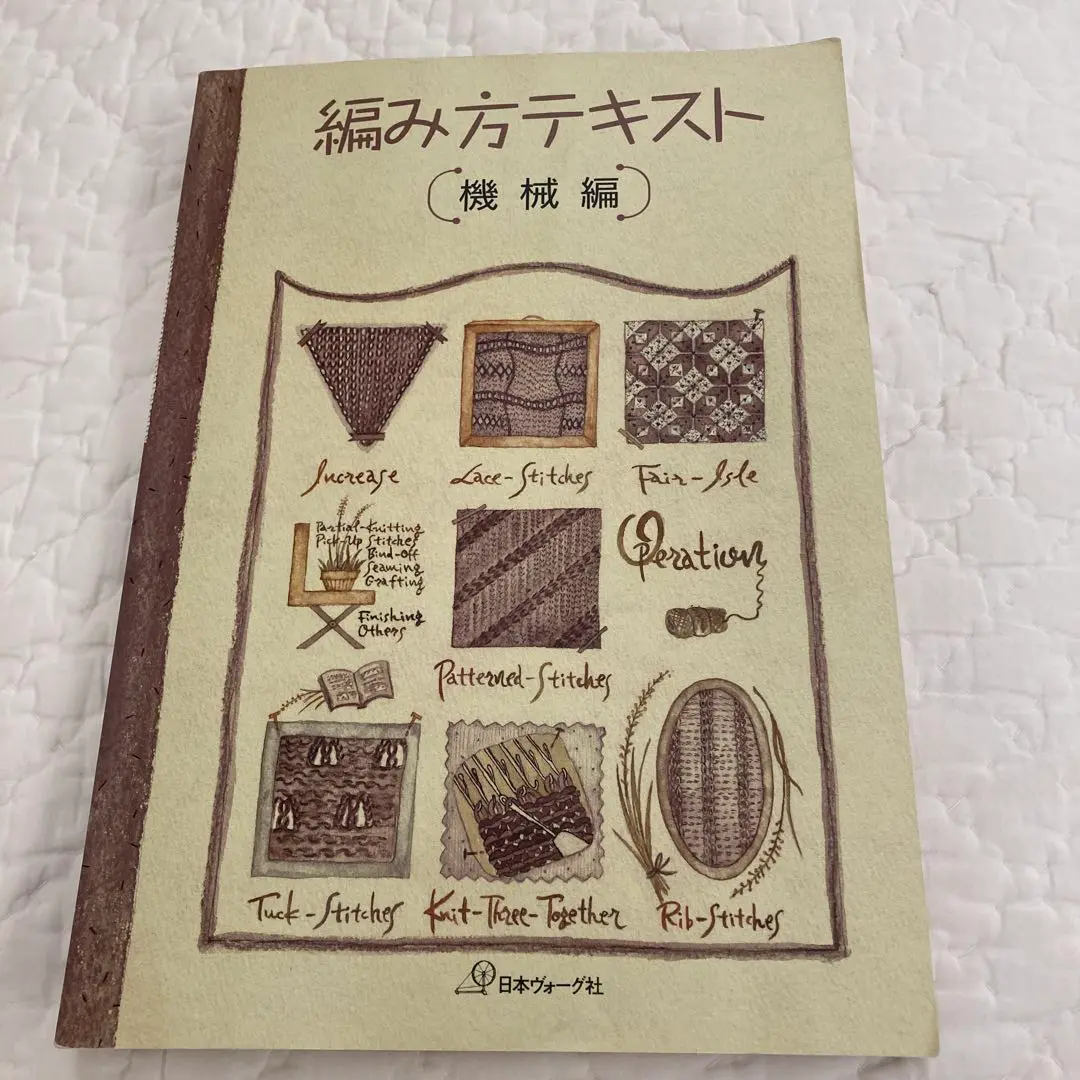 編み方テキスト
機械編
Increase
Lace-Stitches
Fair-Isle
Partial-Knitting
Pick-Up Stitches
Bind-Off
Seaming
Grafting
Finishing
Others
Operation
Patterned-Stitches
Tuck-Stitches
Knit-Three-Together
Rib-Stitches
日本ヴォーグ社